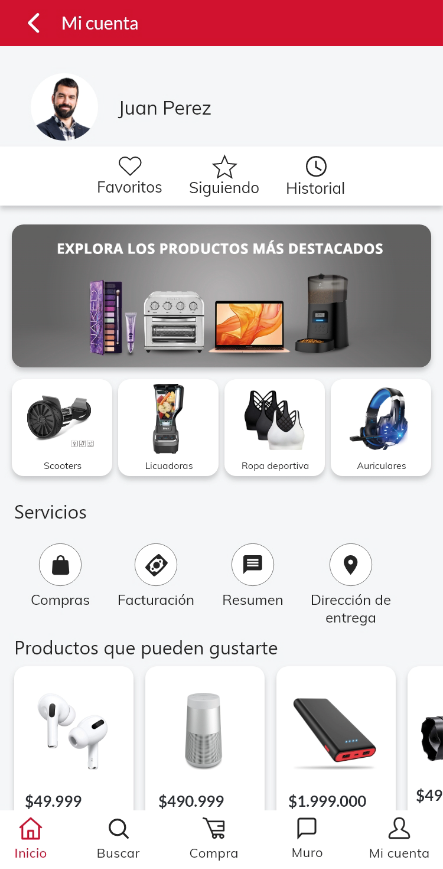 Mi cuenta
Juan Perez
Favoritos
Siguiendo
Historial
EXPLORA LOS PRODUCTOS MÁS DESTACADOS
NAKED
Scooters
Licuadoras
Ropa deportiva
Auriculares
Servicios
Compras
Facturación
Resumen
Dirección de
entrega
Productos que pueden gustarte
$49.999
$490.999
$1.999.000
$49
Inicio
Buscar
Compra
Muro
Mi cuenta